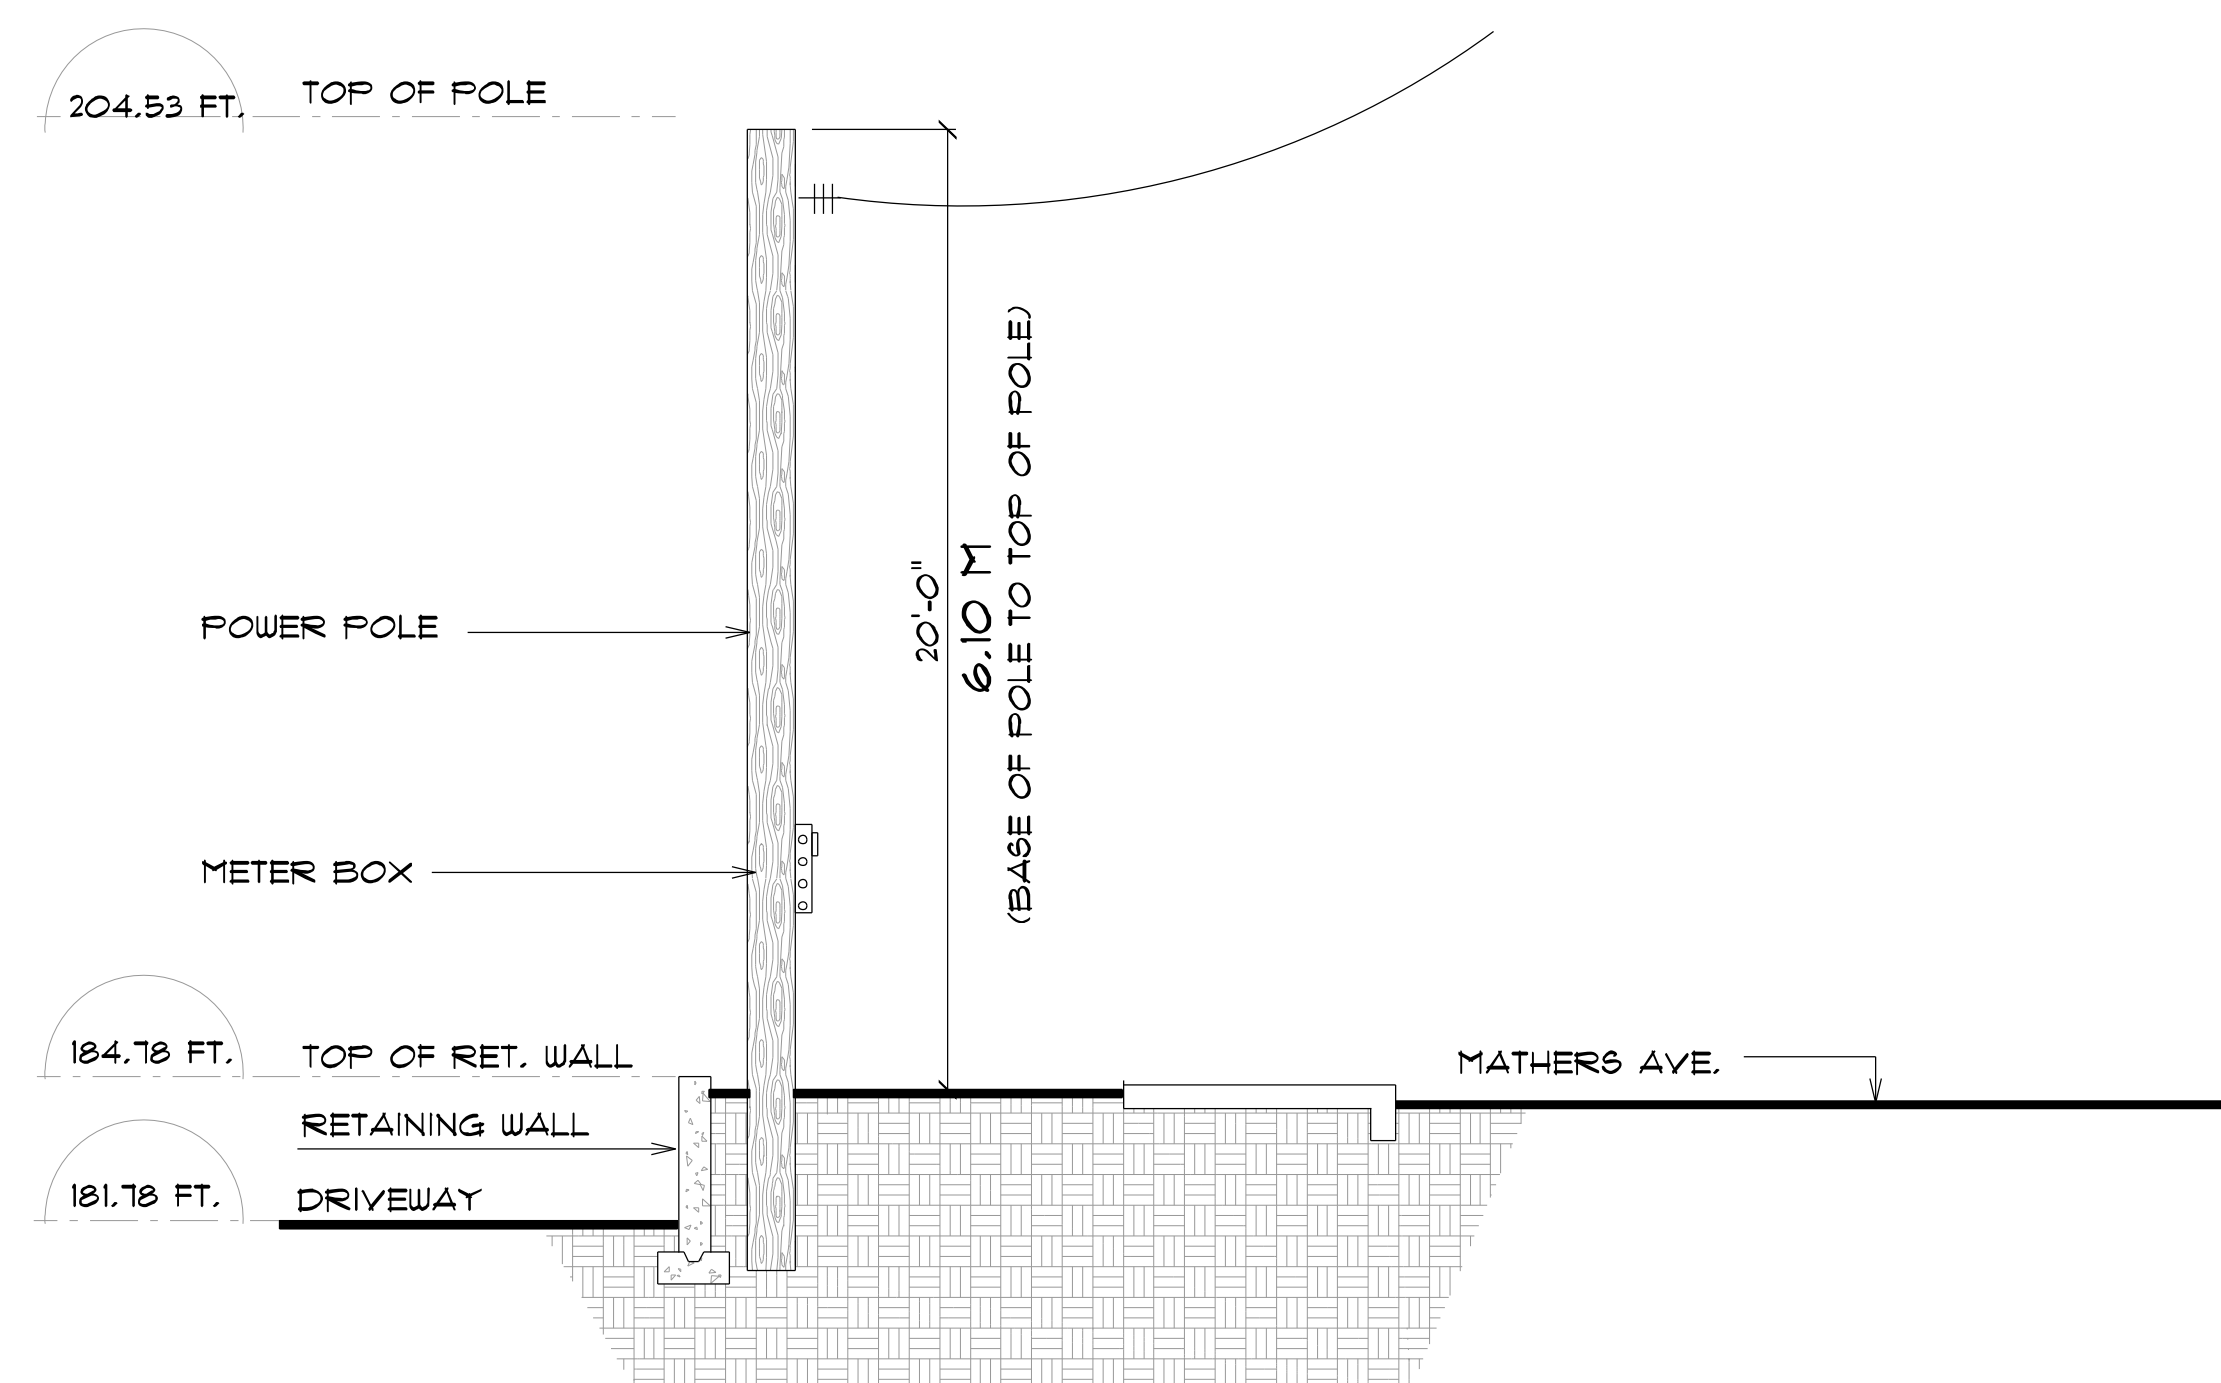 204.53 FT.
TOP OF POLE
20'-0"
6.10 M
(BASE OF POLE TO TOP OF POLE)
POWER POLE
METER BOX
184.78 FT.
TOP OF RET. WALL
MATHERS AVE.
RETAINING WALL
181.78 FT.
DRIVEWAY